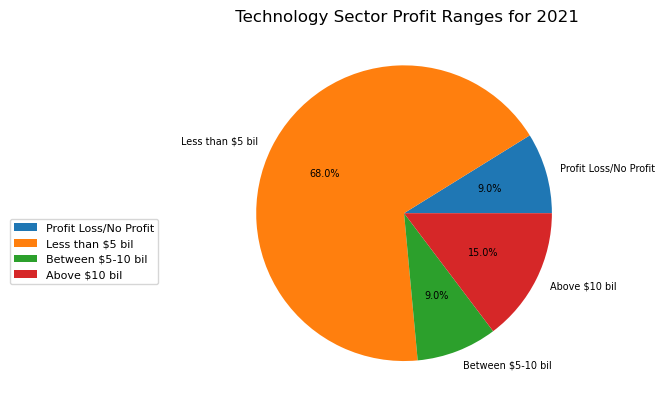 Technology Sector Profit Ranges for 2021
Less than $5 bil
Profit Loss/No Profit
68.0%
9.0%
Profit Loss/No Profit
Less than $5 bil
Between $5-10 bil
Above $10 bil
15.0%
Above $10 bil
9.0%
Between $5-10 bil